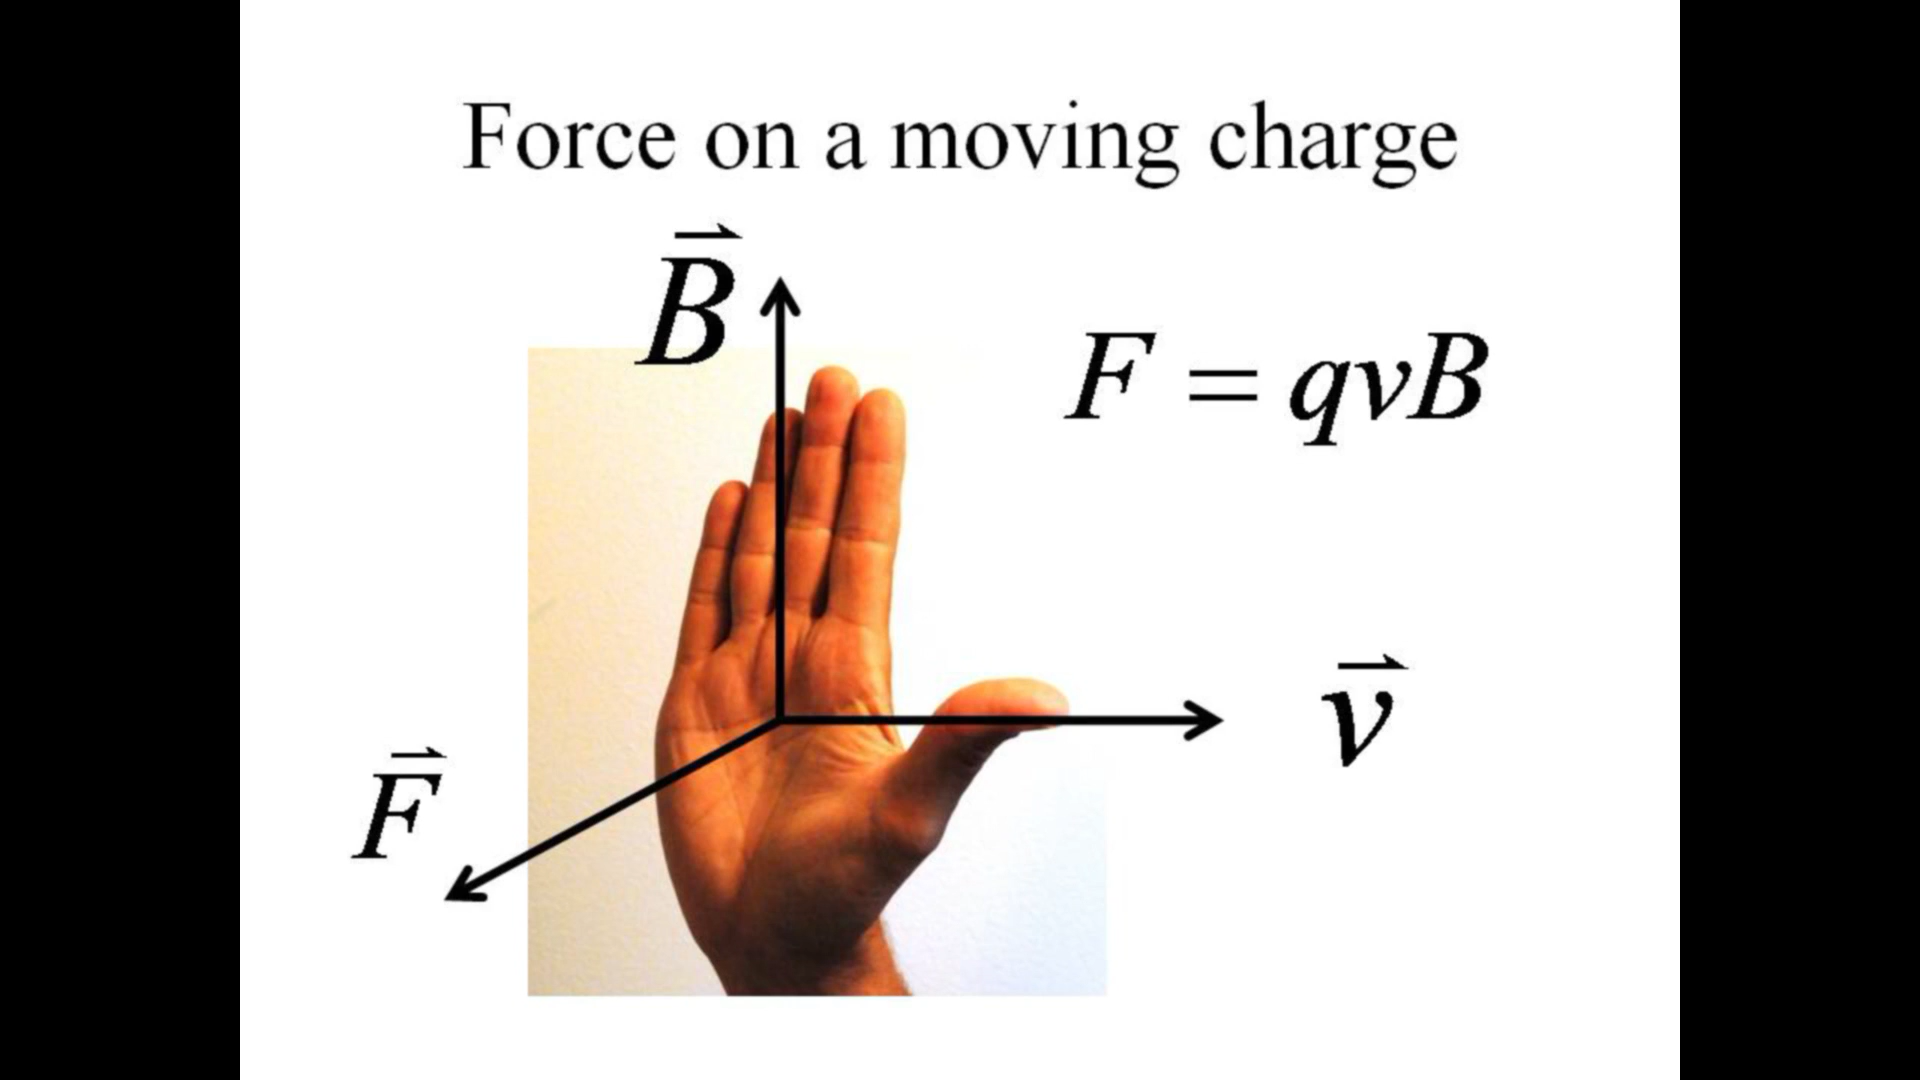 Force on a moving charge
B⃗
F = qvB
v⃗
F⃗